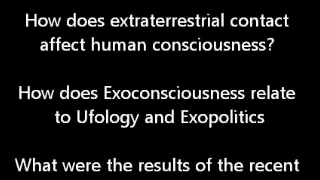 How does extraterrestrial contact
affect human consciousness?
How does Exoconsciousness relate
to Ufology and Exopolitics
What were the results of the recent